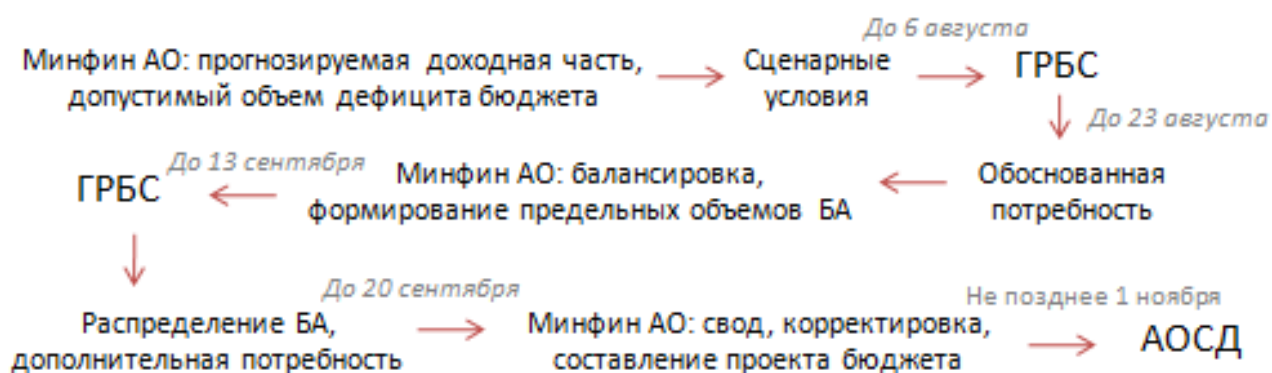 До 6 августа
Минфин АО: прогнозируемая доходная часть,
допустимый объем дефицита бюджета
Сценарные
условия
ГРБС
До 23 августа
Обоснованная
потребность
Минфин АО: балансировка,
формирование предельных объемов БА
До 13 сентября
ГРБС
Распределение БА,
дополнительная потребность
До 20 сентября
Минфин АО: свод, корректировка,
составление проекта бюджета
Не позднее 1 ноября
АОСД